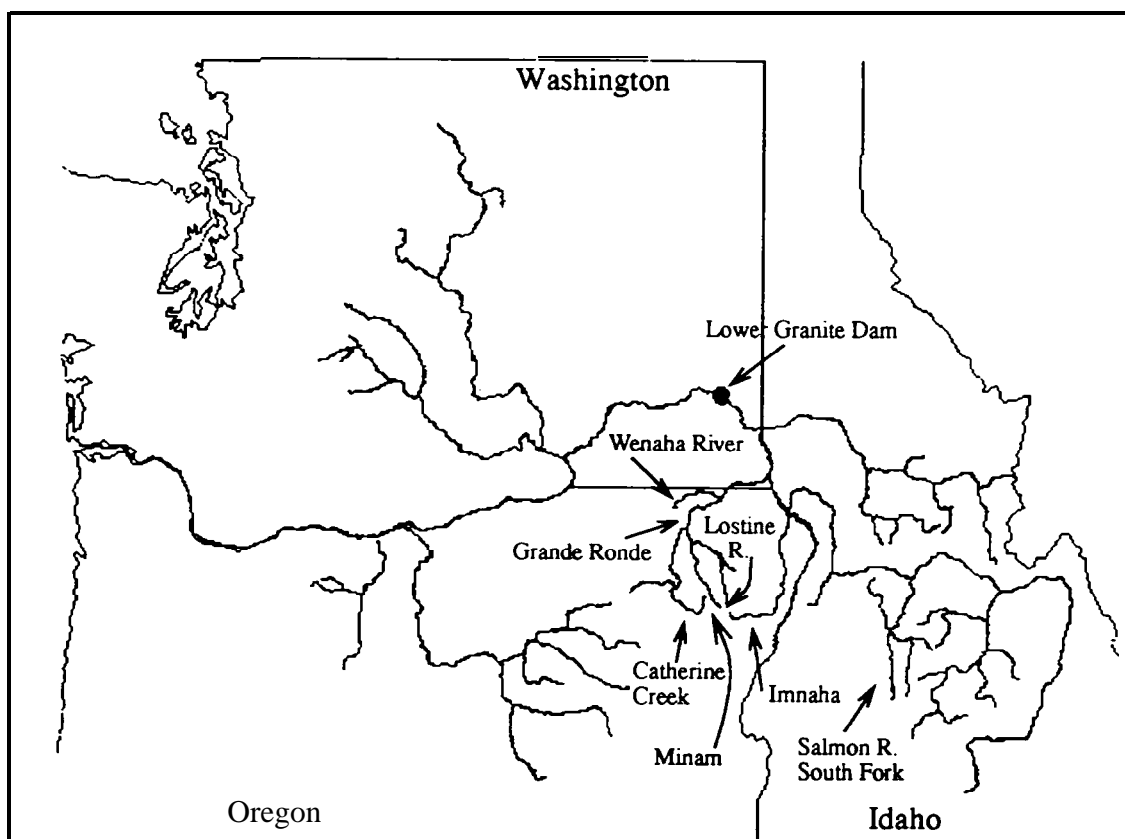 Washington
Lower Granite Dam
Wenaha River
Lostine
R.
Grande Ronde
Catherine
Creek
Imnaha
Minam
Salmon R.
South Fork
Oregon
Idaho